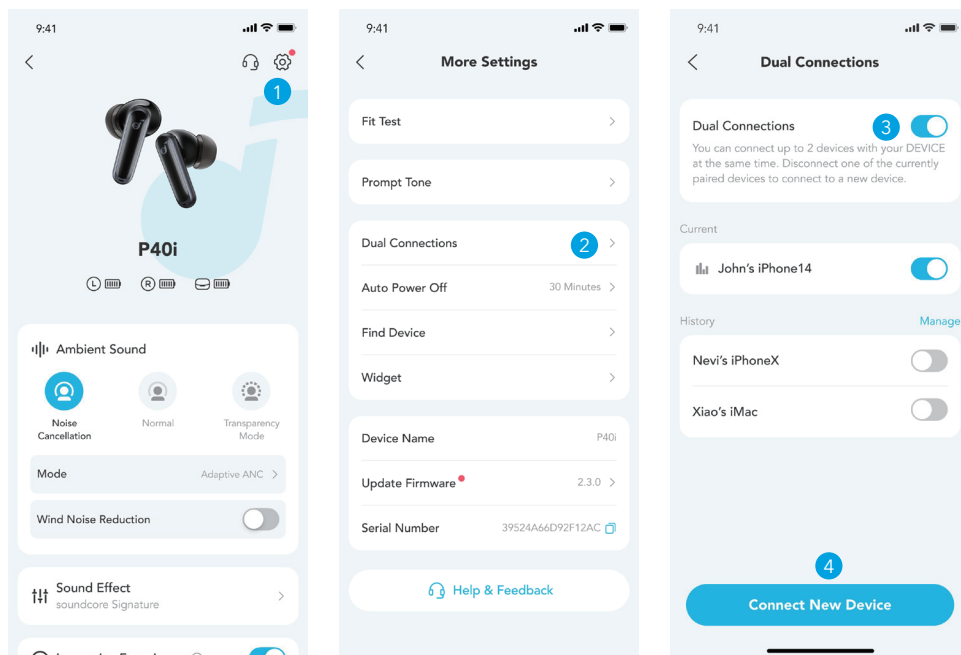 9:41
1
P40i
L
R
Ambient Sound
Noise
Cancellation
Normal
Transparency
Mode
Mode
Adaptive ANC
Wind Noise Reduction
Sound Effect
soundcore Signature
9:41
More Settings
Fit Test
Prompt Tone
Dual Connections
2
Auto Power Off
30 Minutes
Find Device
Widget
Device Name
P40i
Update Firmware
2.3.0
Serial Number
39524A66D92F12AC
Help & Feedback
9:41
Dual Connections
Dual Connections
3
You can connect up to 2 devices with your DEVICE
at the same time. Disconnect one of the currently
paired devices to connect to a new device.
Current
John's iPhone14
History
Manage
Nevi's iPhoneX
Xiao's iMac
4
Connect New Device